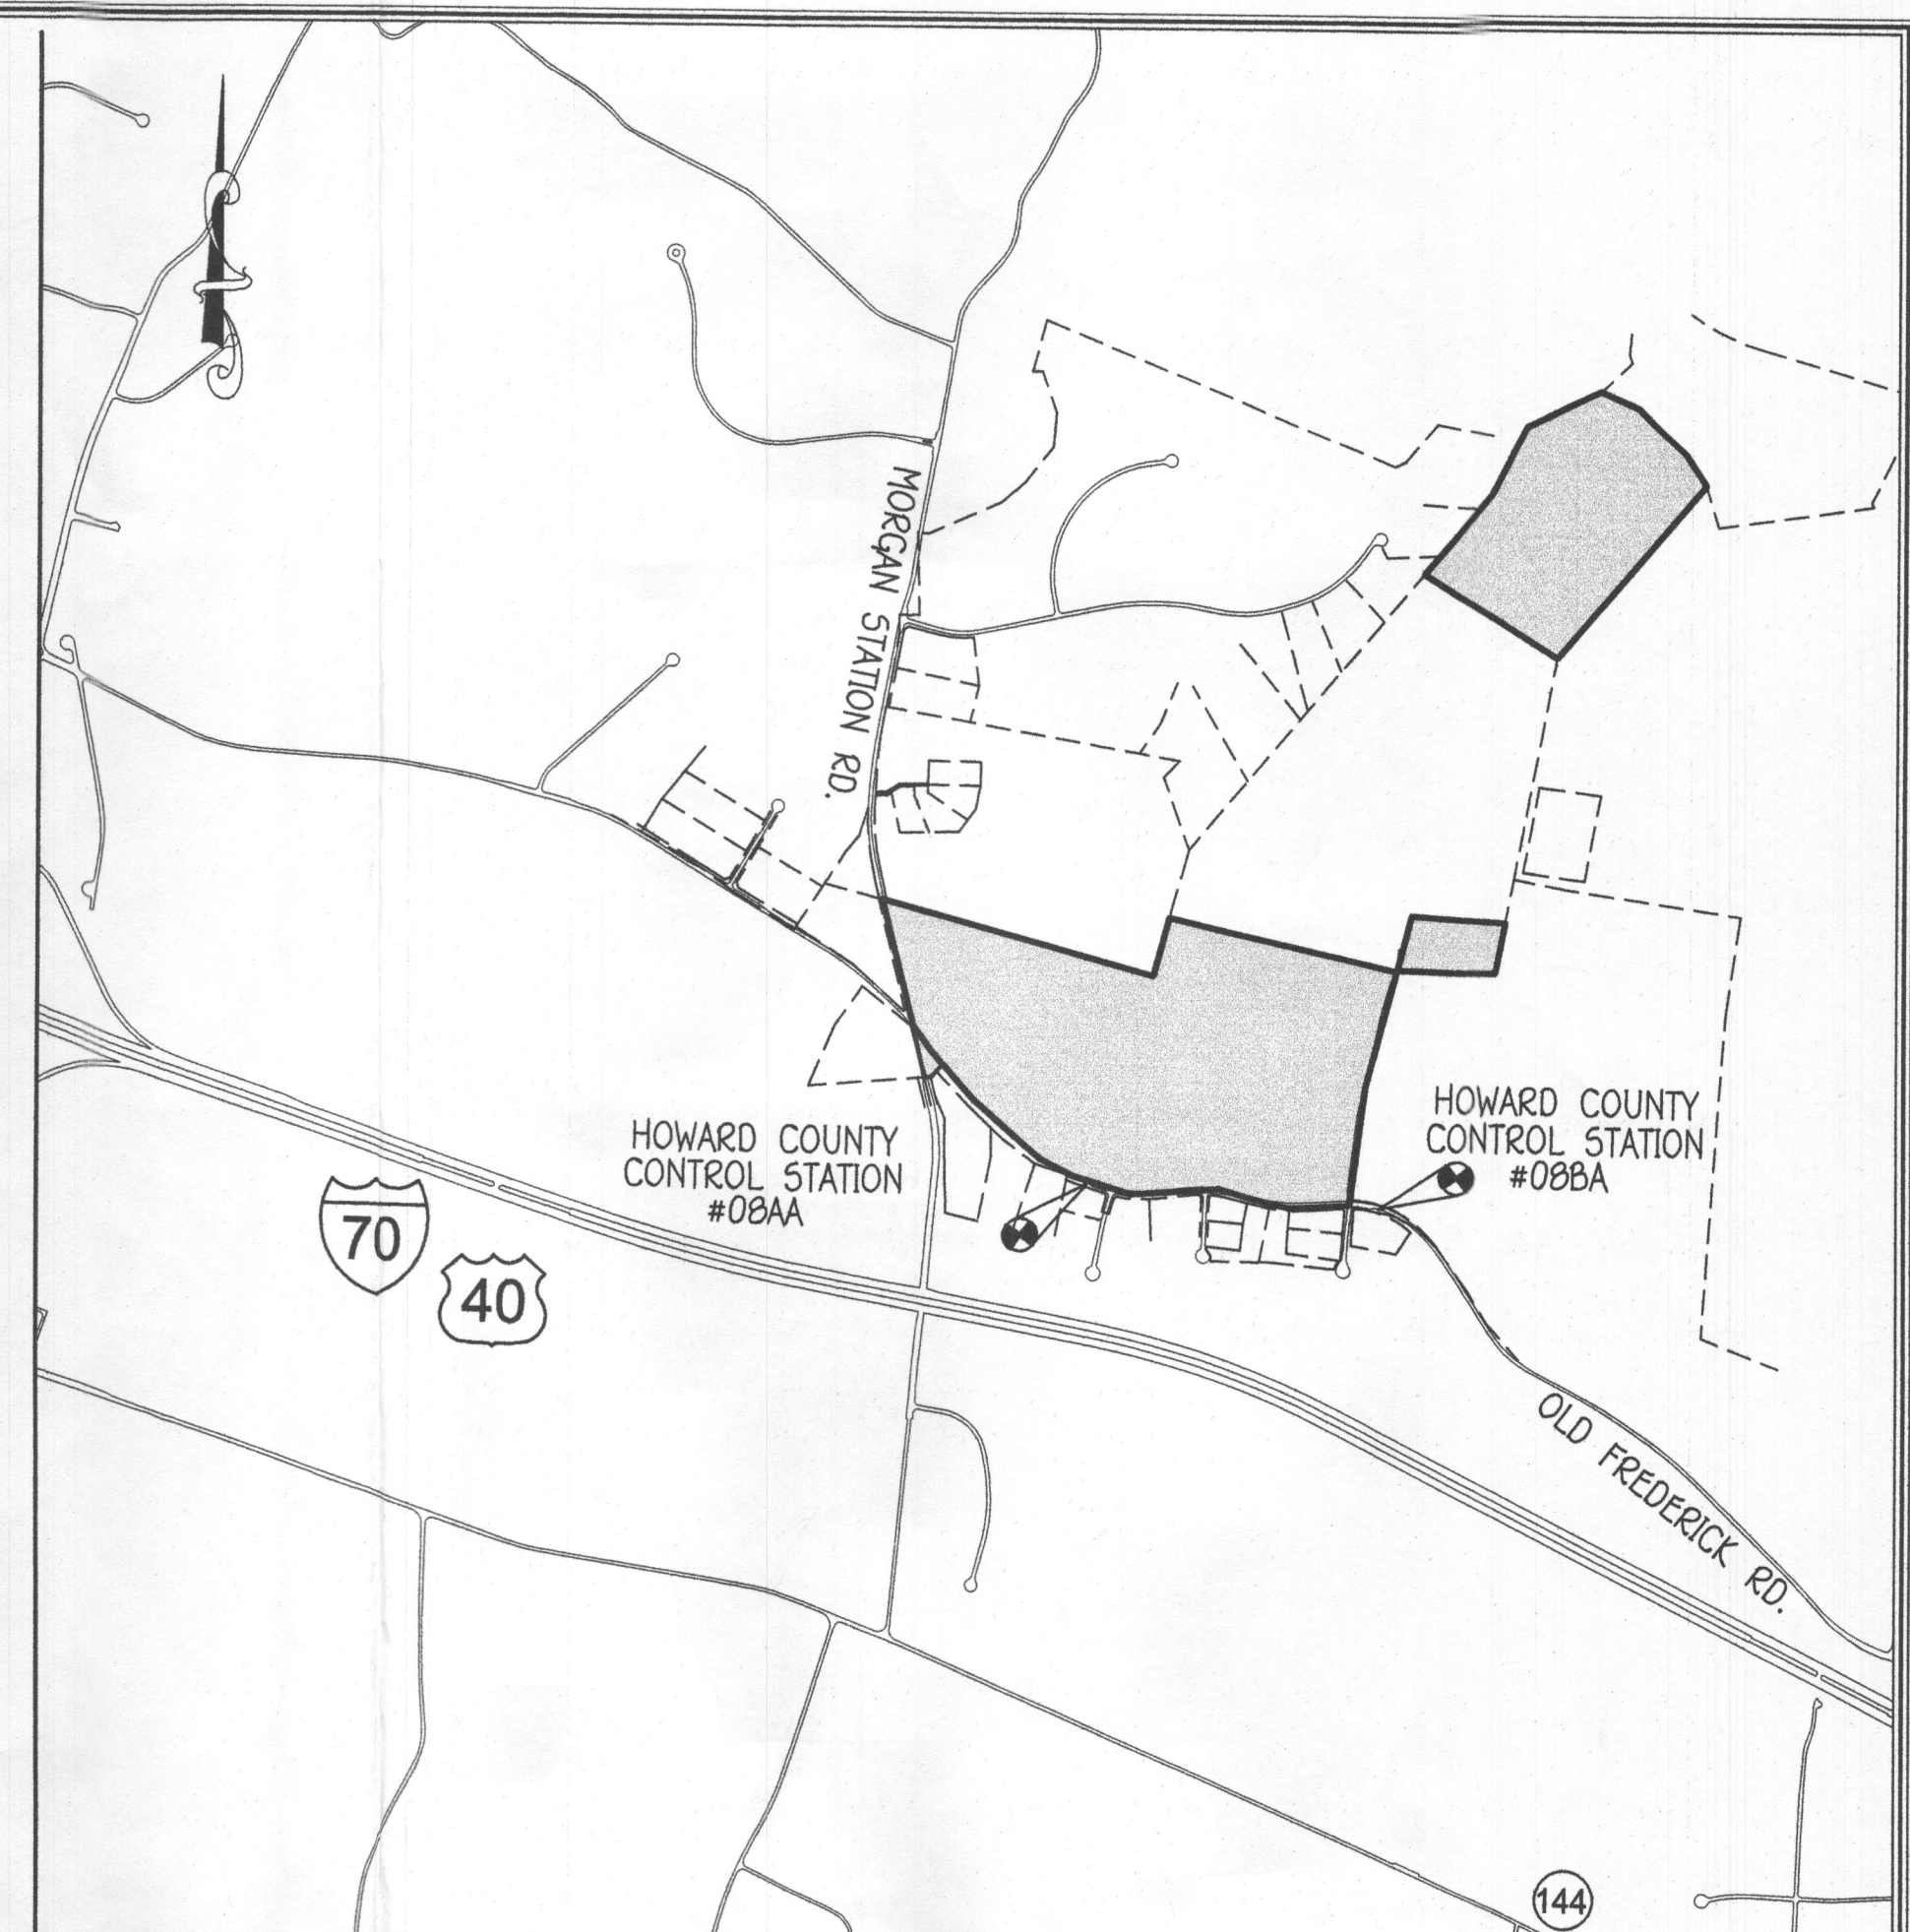 MORGAN STATION RD.
HOWARD COUNTY
CONTROL STATION
#08BA
HOWARD COUNTY
CONTROL STATION
#08AA
70
40
OLD FREDERICK RD.
144